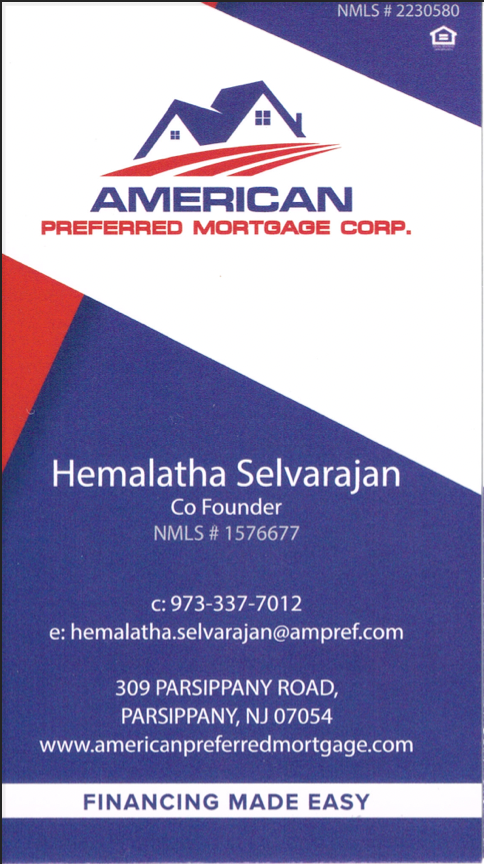 NMLS # 2230580
AMERICAN
PREFERRED MORTGAGE CORP.
Hemalatha Selvarajan
Co Founder
NMLS # 1576677
c: 973-337-7012
e: hemalatha.selvarajan@ampref.com
309 PARSIPPANY ROAD,
PARSIPPANY, NJ 07054
www.americanpreferredmortgage.com
FINANCING MADE EASY